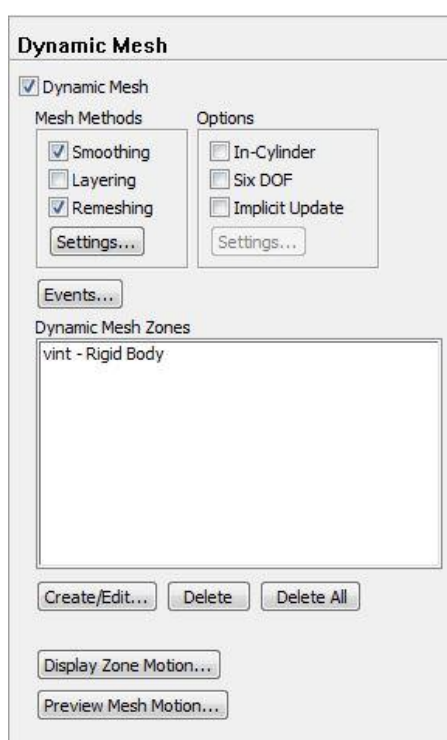 Dynamic Mesh
Dynamic Mesh
Mesh Methods
Options
Smoothing
Layering
Remeshing
Settings...
In-Cylinder
Six DOF
Implicit Update
Settings...
Events...
Dynamic Mesh Zones
vint - Rigid Body
Create/Edit...
Delete
Delete All
Display Zone Motion...
Preview Mesh Motion...